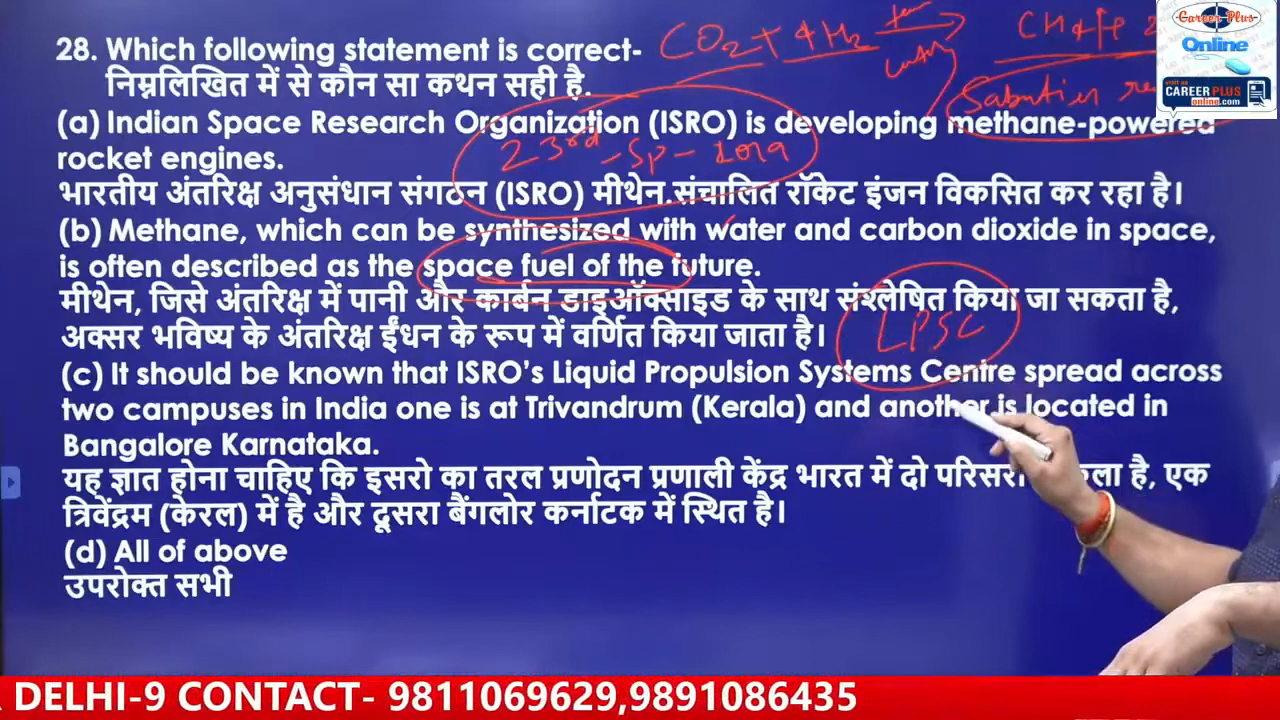 28. Which following statement is correct-
निम्नलिखित में से कौन सा कथन सही है.
(a) Indian Space Research Organization (ISRO) is developing methane-powered
rocket engines.
भारतीय अंतरिक्ष अनुसंधान संगठन (ISRO) मीथेन.संचालित रॉकेट इंजन विकसित कर रहा है।
(b) Methane, which can be synthesized with water and carbon dioxide in space,
is often described as the space fuel of the future.
मीथेन, जिसे अंतरिक्ष में पानी और कार्बन डाइऑक्साइड के साथ संश्लेषित किया जा सकता है,
अक्सर भविष्य के अंतरिक्ष ईंधन के रूप में वर्णित किया जाता है।
(c) It should be known that ISRO's Liquid Propulsion Systems Centre spread across
two campuses in India one is at Trivandrum (Kerala) and another is located in
Bangalore Karnataka.
यह ज्ञात होना चाहिए कि इसरो का तरल प्रणोदन प्रणाली केंद्र भारत में दो है, एक
त्रिवेंद्रम (केरल) में है और दूसरा बैंगलोर कर्नाटक में स्थित है।
(d) All of above
उपरोक्त सभी
CO2 + 4H2
23rd - Sp - 2019
LPSC
Career Plus
Online
CAREER PLUS
online.com
DELHI-9 CONTACT- 9811069629,9891086435